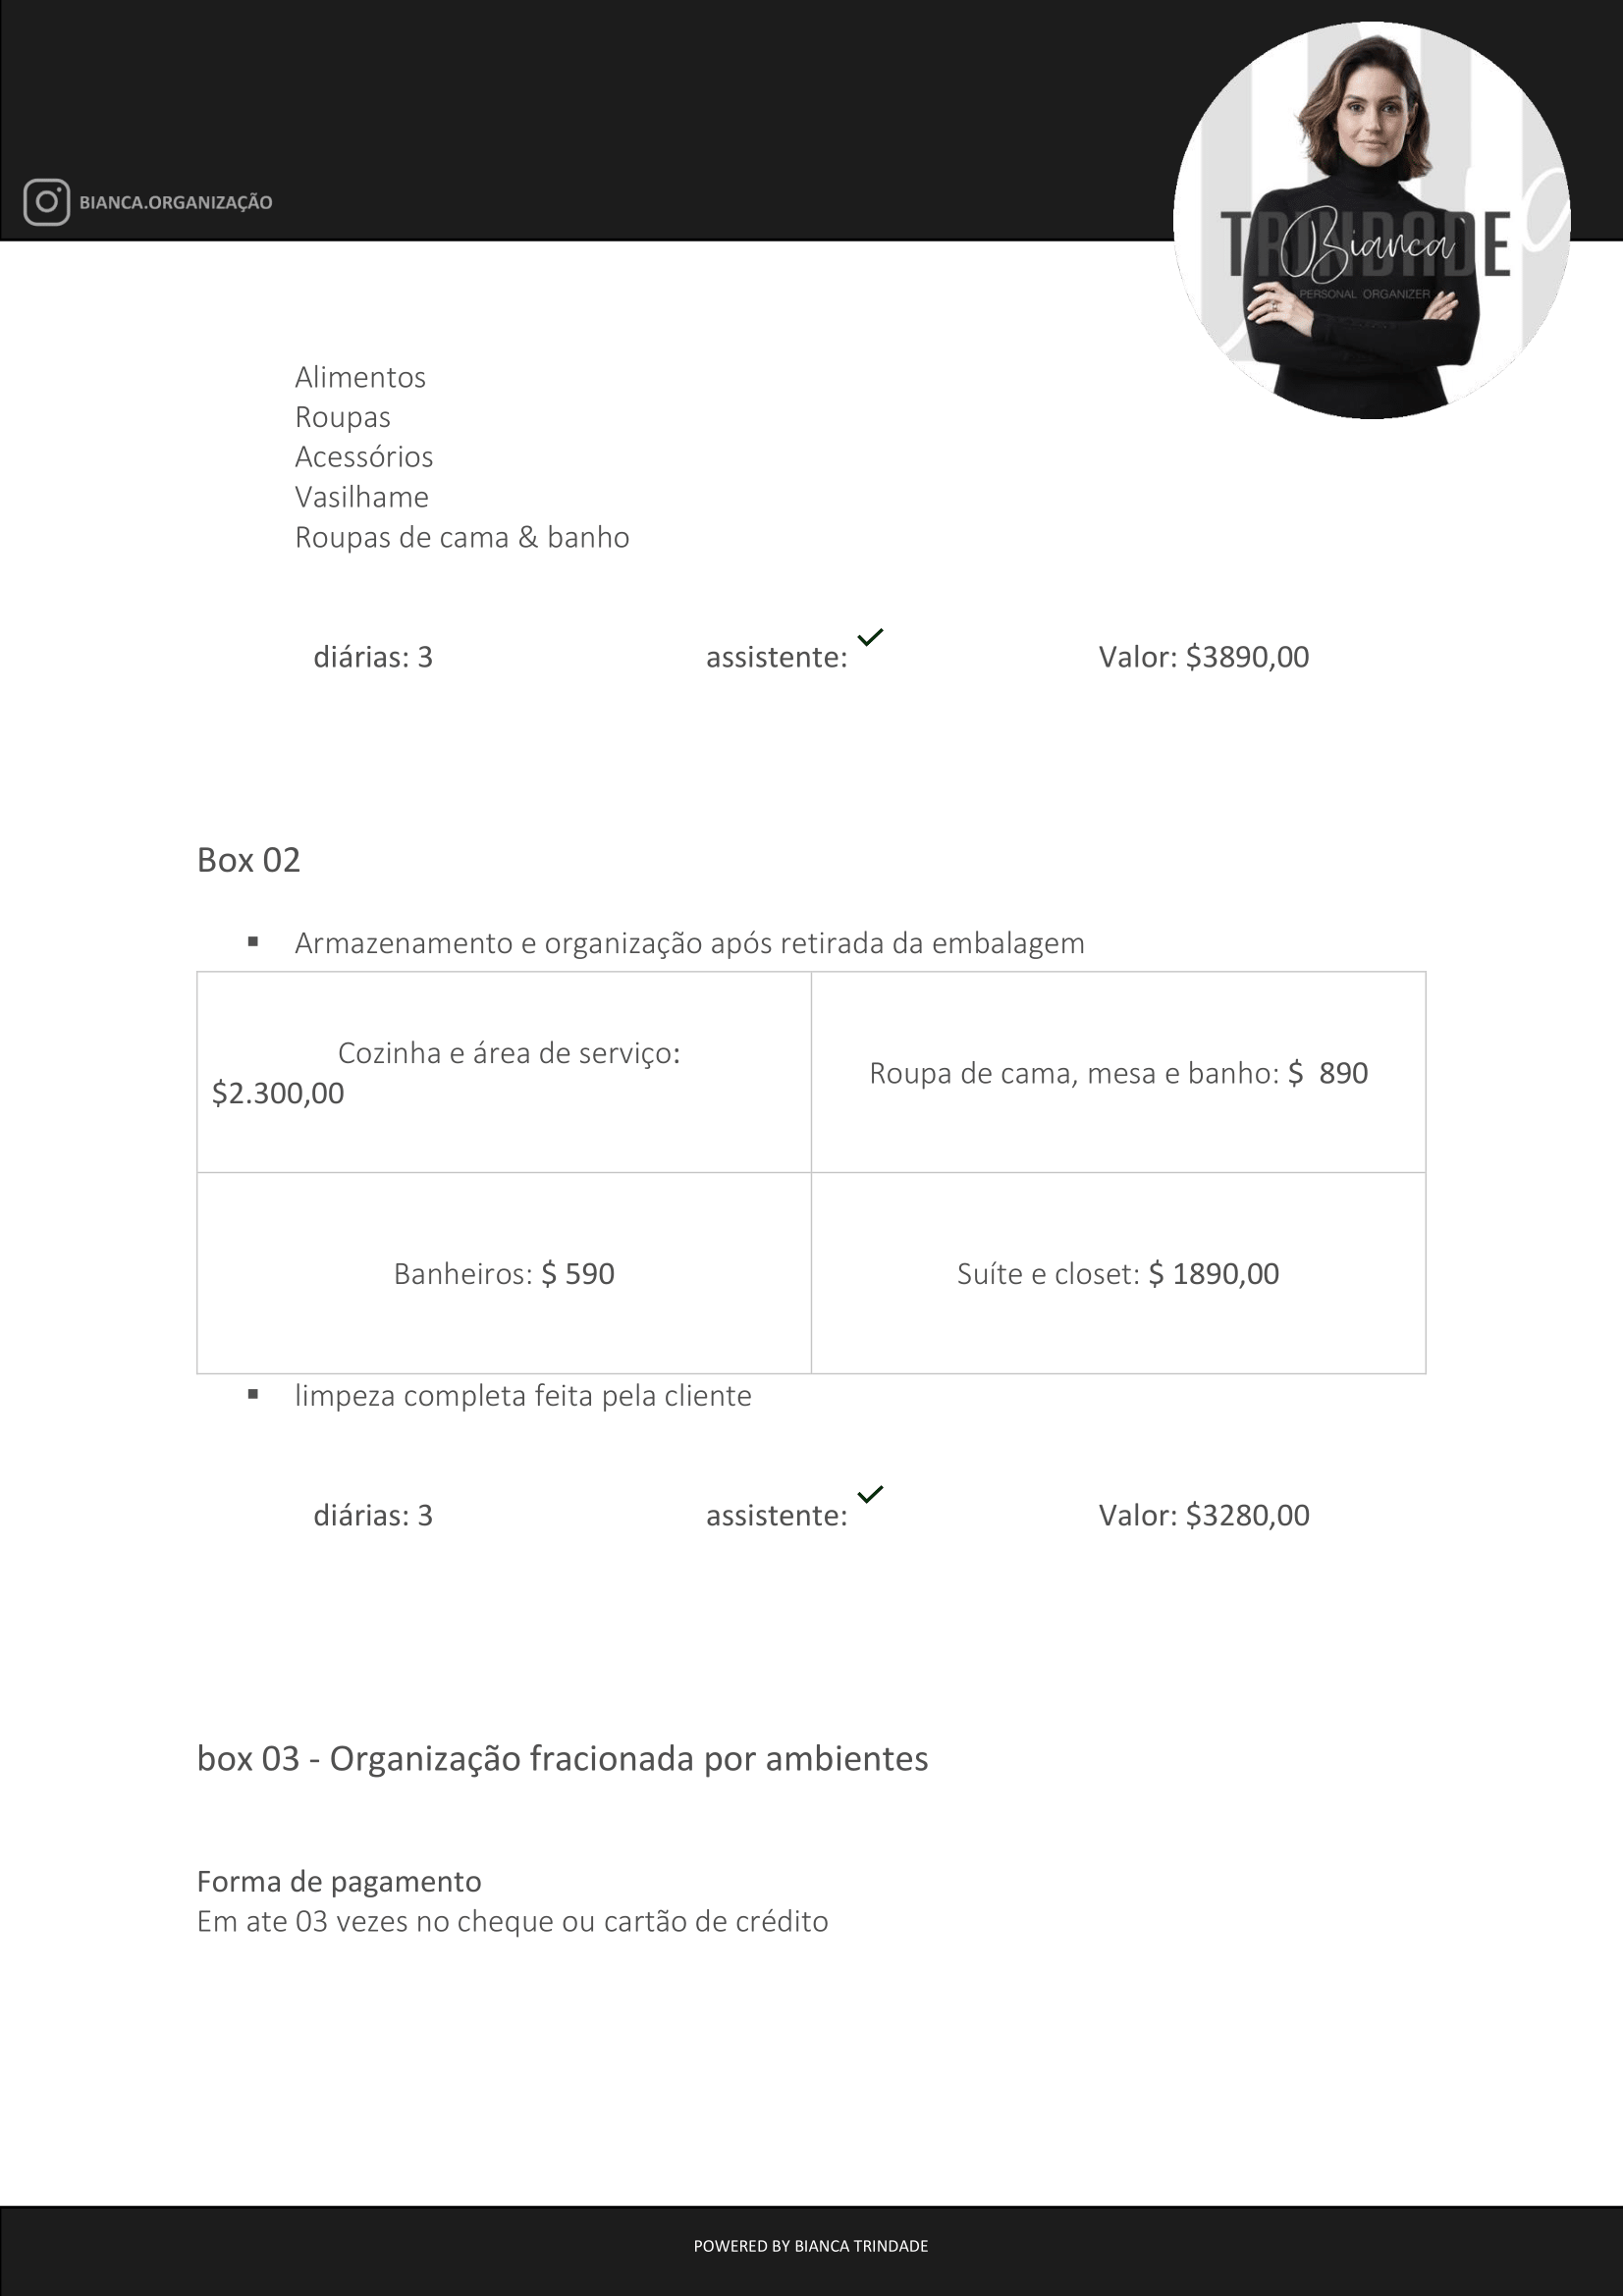 BIANCA.ORGANIZAÇÃO
TRINDADE
Bianca
PERSONAL ORGANIZER
Alimentos
Roupas
Acessórios
Vasilhame
Roupas de cama & banho
diárias: 3 assistente: ✓ Valor: $3890,00
Box 02
▪ Armazenamento e organização após retirada da embalagem
Cozinha e área de serviço:
$2.300,00
Roupa de cama, mesa e banho: $ 890
Banheiros: $ 590
Suíte e closet: $ 1890,00
▪ limpeza completa feita pela cliente
diárias: 3 assistente: ✓ Valor: $3280,00
box 03 - Organização fracionada por ambientes
Forma de pagamento
Em ate 03 vezes no cheque ou cartão de crédito
POWERED BY BIANCA TRINDADE